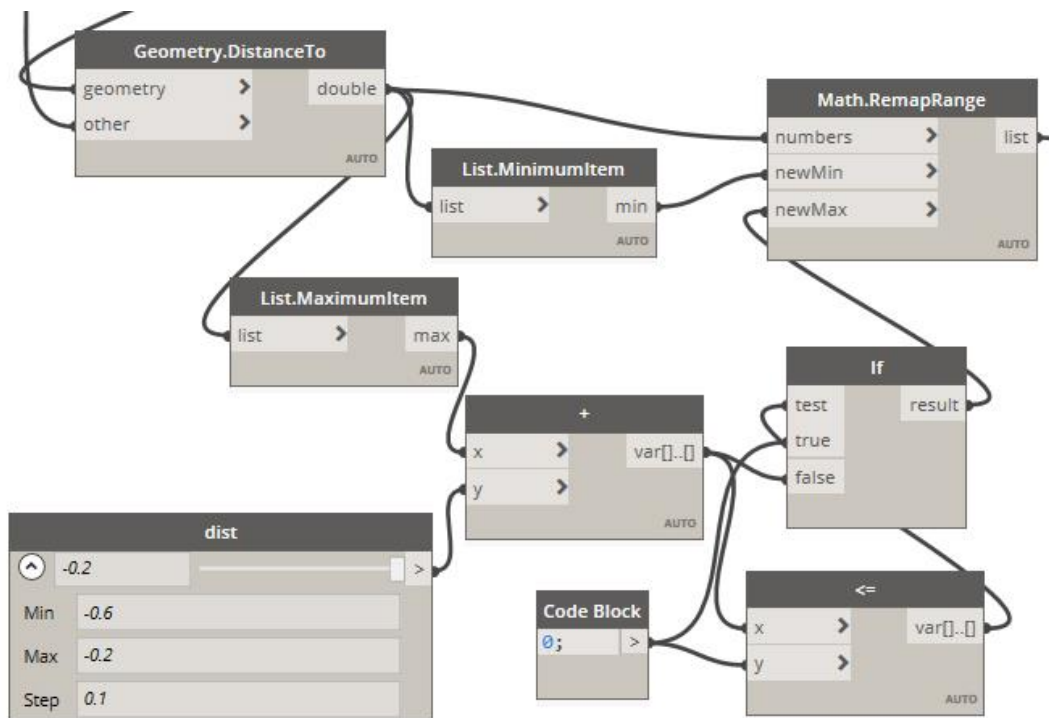 Geometry.DistanceTo
geometry > double
other >
AUTO
List.MinimumItem
list > min
AUTO
Math.RemapRange
numbers > list
newMin >
newMax >
AUTO
List.MaximumItem
list > max
AUTO
+
x > var[]..[]
y >
AUTO
If
test result
true
false
dist
-0.2 >
Min -0.6
Max -0.2
Step 0.1
Code Block
0; >
<=
x > var[]..[]
y >
AUTO